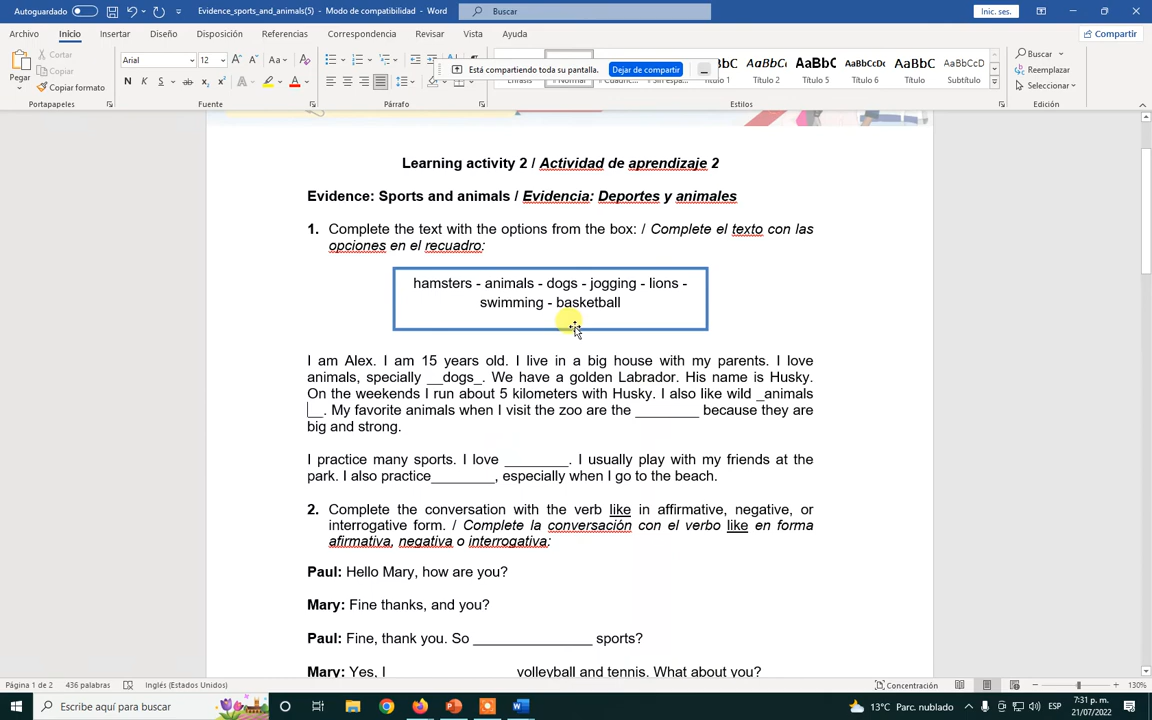 Autoguardado
Evidence_sports_and_animals(5) - Modo de compatibilidad - Word
Buscar
Inic. ses.
Archivo Inicio Insertar Diseño Disposición Referencias Correspondencia Revisar Vista Ayuda
Compartir
Pegar
Cortar
Copiar
Copiar formato
Portapapeles
Arial 12
N K S
Fuente
Párrafo
Está compartiendo toda su pantalla. Dejar de compartir
Título 1 Título 2 Título 5 Título 6 Título Subtítulo
Estilos
Buscar
Reemplazar
Seleccionar
Edición
Learning activity 2 / Actividad de aprendizaje 2
Evidence: Sports and animals / Evidencia: Deportes y animales
1. Complete the text with the options from the box: / Complete el texto con las
opciones en el recuadro:
hamsters - animals - dogs - jogging - lions -
swimming - basketball
I am Alex. I am 15 years old. I live in a big house with my parents. I love
animals, specially __dogs_. We have a golden Labrador. His name is Husky.
On the weekends I run about 5 kilometers with Husky. I also like wild _animals
__. My favorite animals when I visit the zoo are the ________ because they are
big and strong.
I practice many sports. I love ________. I usually play with my friends at the
park. I also practice________, especially when I go to the beach.
2. Complete the conversation with the verb like in affirmative, negative, or
interrogative form. / Complete la conversación con el verbo like en forma
afirmativa, negativa o interrogativa:
Paul: Hello Mary, how are you?
Mary: Fine thanks, and you?
Paul: Fine, thank you. So _______________ sports?
Mary: Yes, I ________________ volleyball and tennis. What about you?
Página 1 de 2 436 palabras Inglés (Estados Unidos)
Concentración
130%
Escribe aquí para buscar
13°C Parc. nublado
ESP
7:31 p. m.
21/07/2022